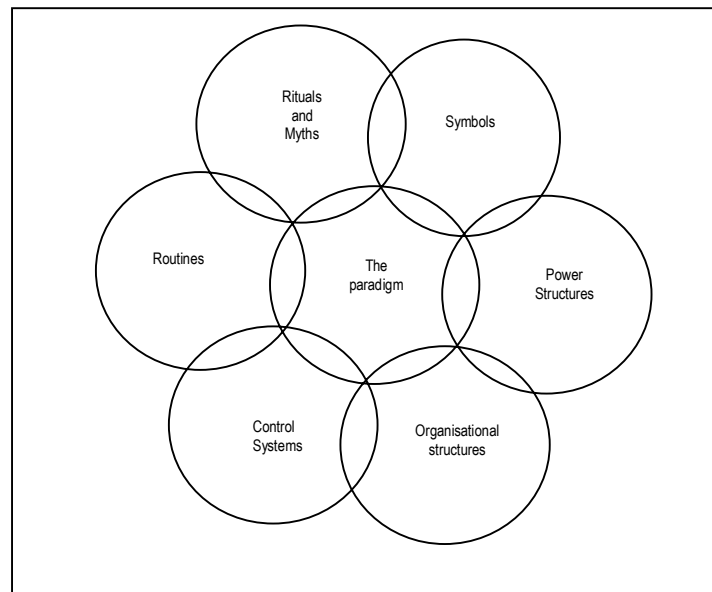 Rituals
and
Myths
Symbols
Routines
The
paradigm
Power
Structures
Control
Systems
Organisational
structures